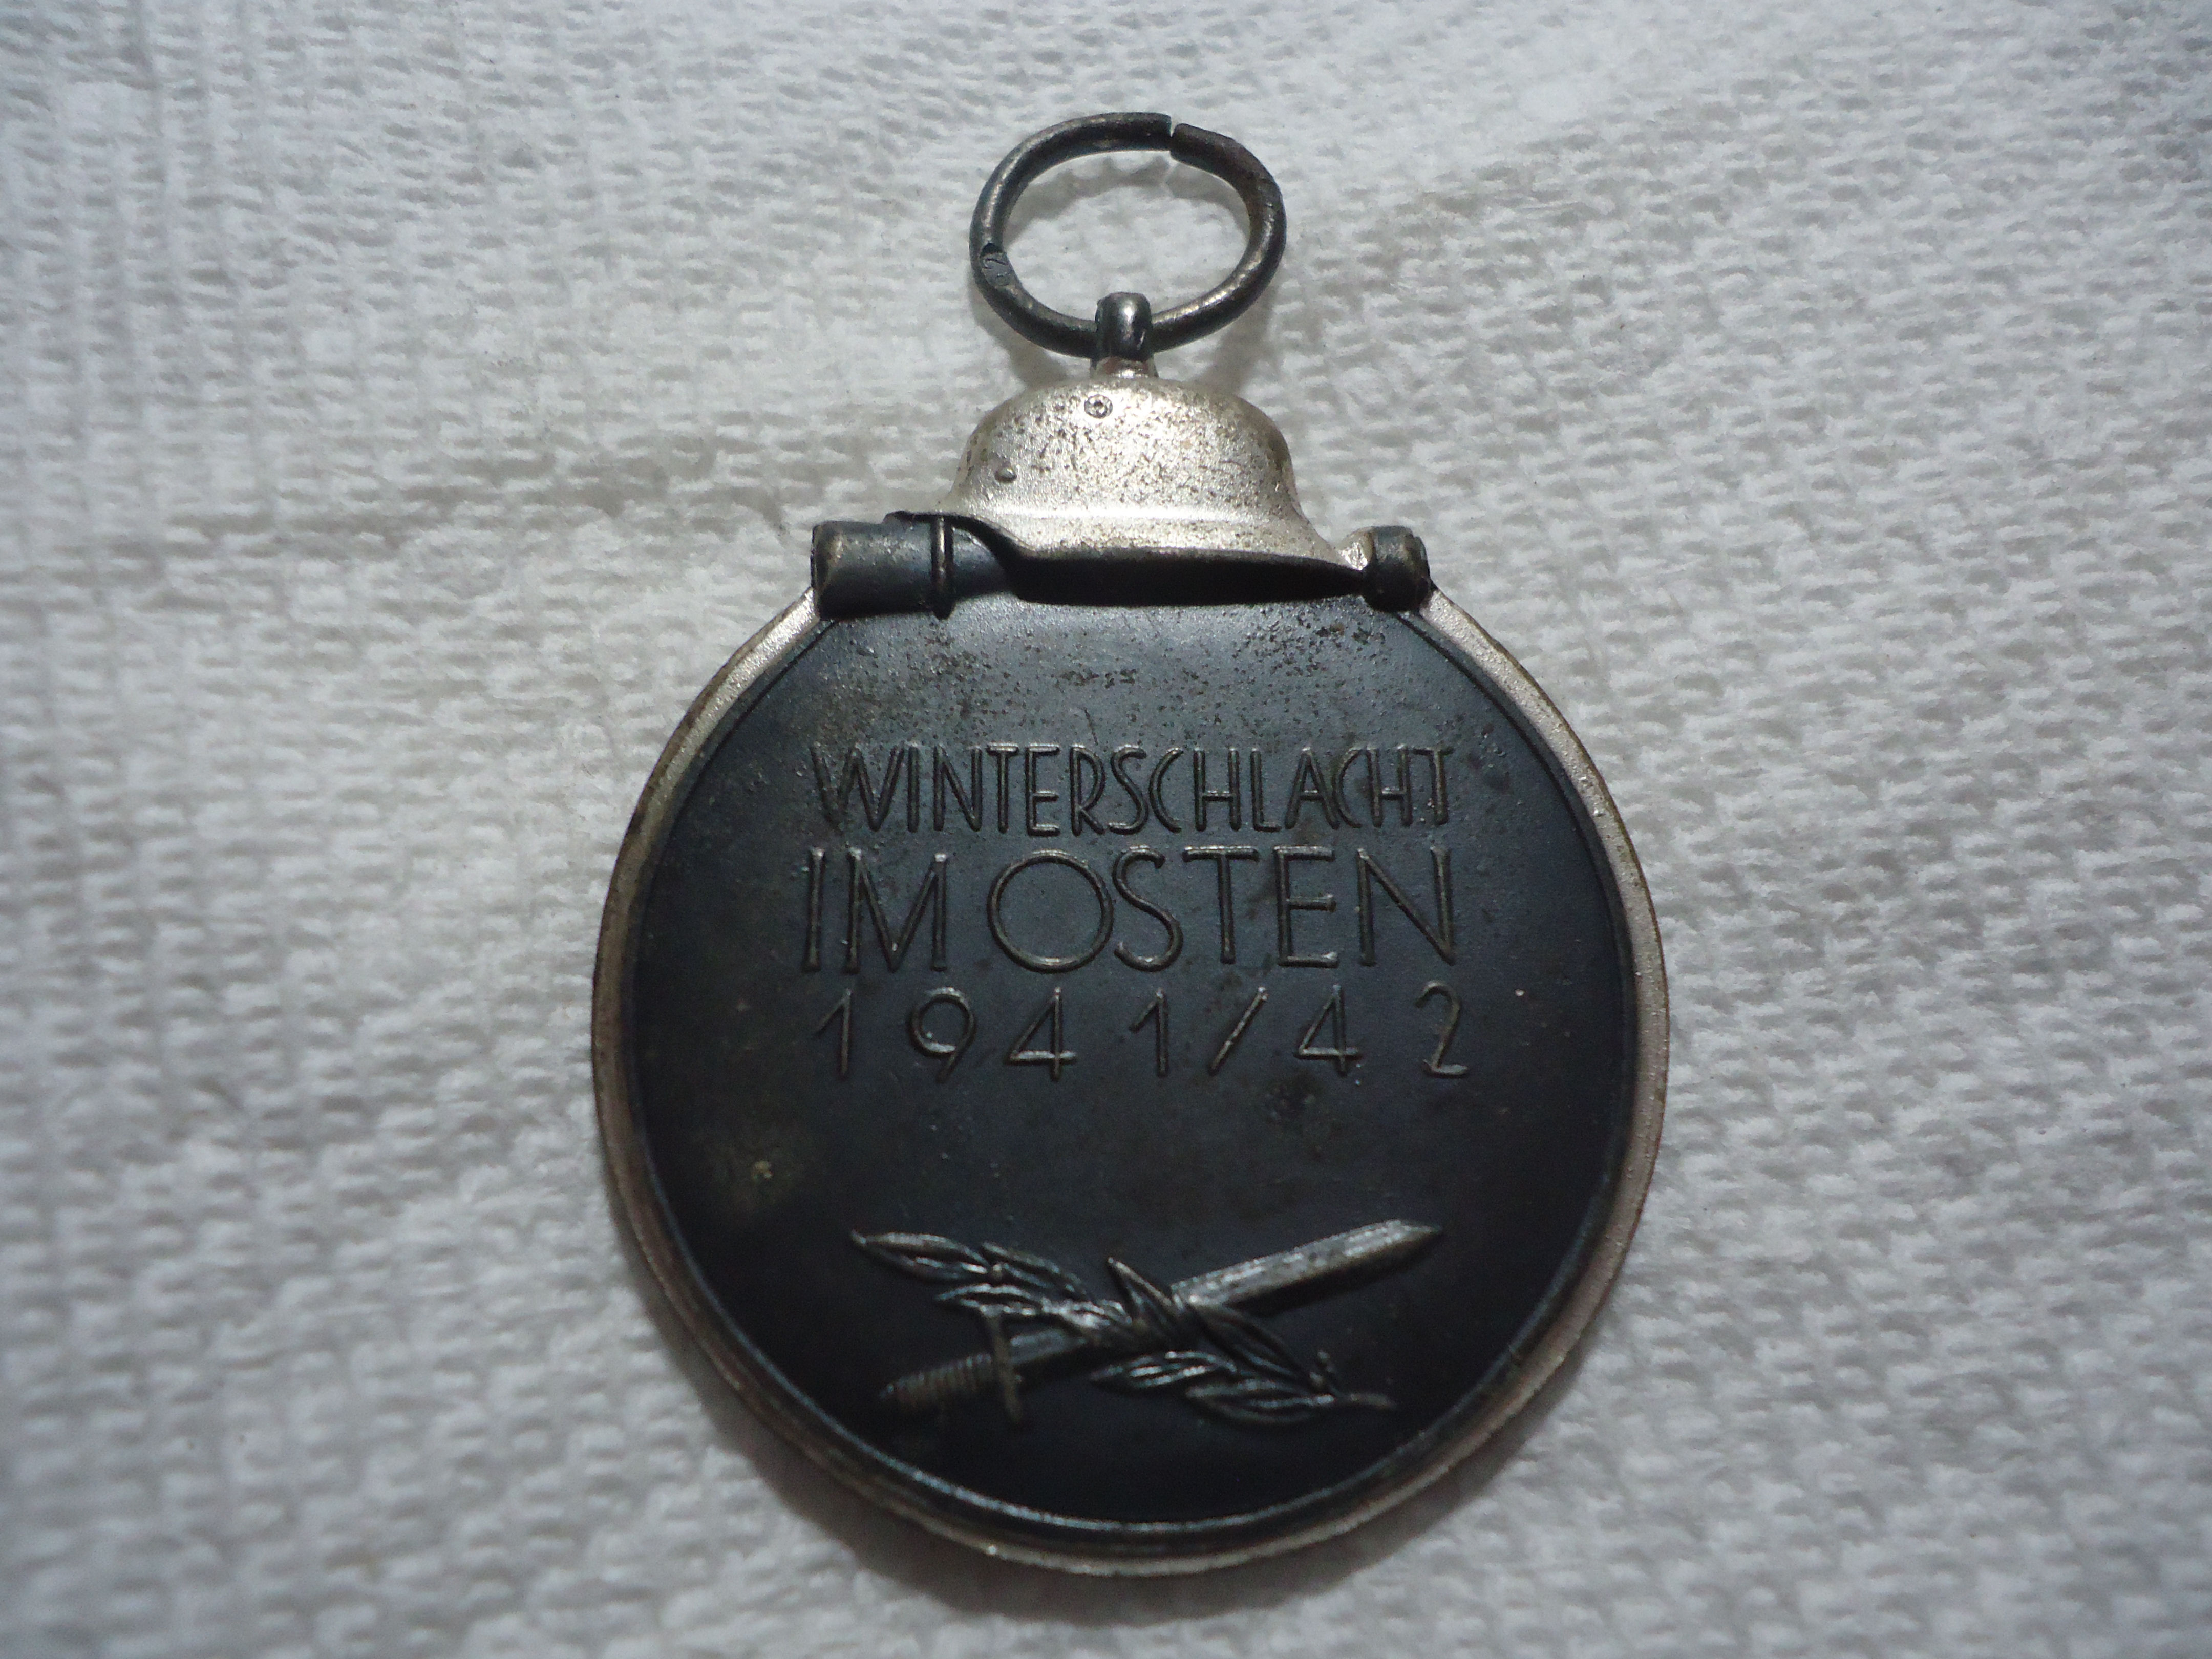 WINTERSCHLACHT
IM OSTEN
1941/42